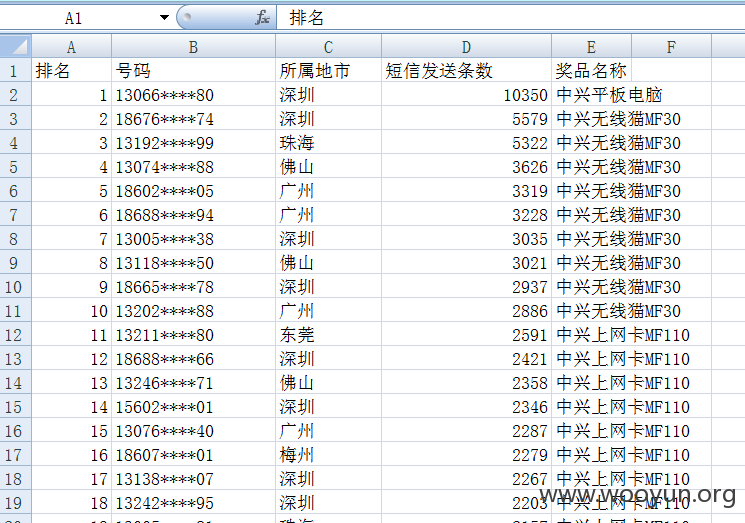 A1 fx 排名
A B C D E F
1 排名 号码 所属地市 短信发送条数 奖品名称
2 1 13066****80 深圳 10350 中兴平板电脑
3 2 18676****74 深圳 5579 中兴无线猫MF30
4 3 13192****99 珠海 5322 中兴无线猫MF30
5 4 13074****88 佛山 3626 中兴无线猫MF30
6 5 18602****05 广州 3319 中兴无线猫MF30
7 6 18688****94 广州 3228 中兴无线猫MF30
8 7 13005****38 深圳 3035 中兴无线猫MF30
9 8 13118****50 佛山 3021 中兴无线猫MF30
10 9 18665****78 深圳 2937 中兴无线猫MF30
11 10 13202****88 广州 2886 中兴无线猫MF30
12 11 13211****80 东莞 2591 中兴上网卡MF110
13 12 18688****66 深圳 2421 中兴上网卡MF110
14 13 13246****71 佛山 2358 中兴上网卡MF110
15 14 15602****01 深圳 2346 中兴上网卡MF110
16 15 13076****40 广州 2287 中兴上网卡MF110
17 16 18607****01 梅州 2279 中兴上网卡MF110
18 17 13138****07 深圳 2267 中兴上网卡MF110
19 18 13242****95 深圳 2203 中兴上网卡MF110
www.wooyun.org